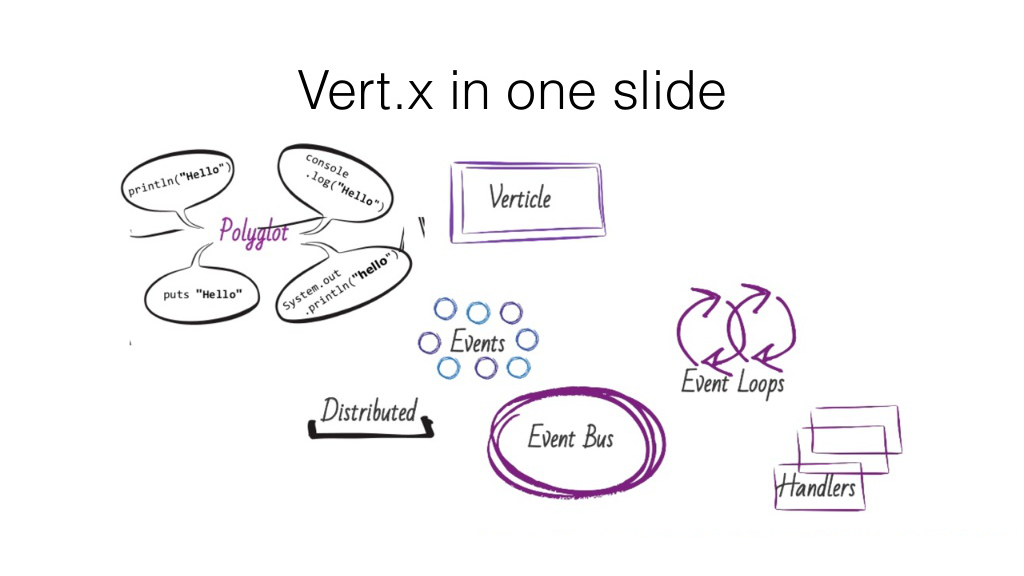 Vert.x in one slide
println("Hello")
console
.log("Hello")
Polyglot
puts "Hello"
System.out
.println("hello")
Verticle
Events
Event Loops
Distributed
Event Bus
Handlers